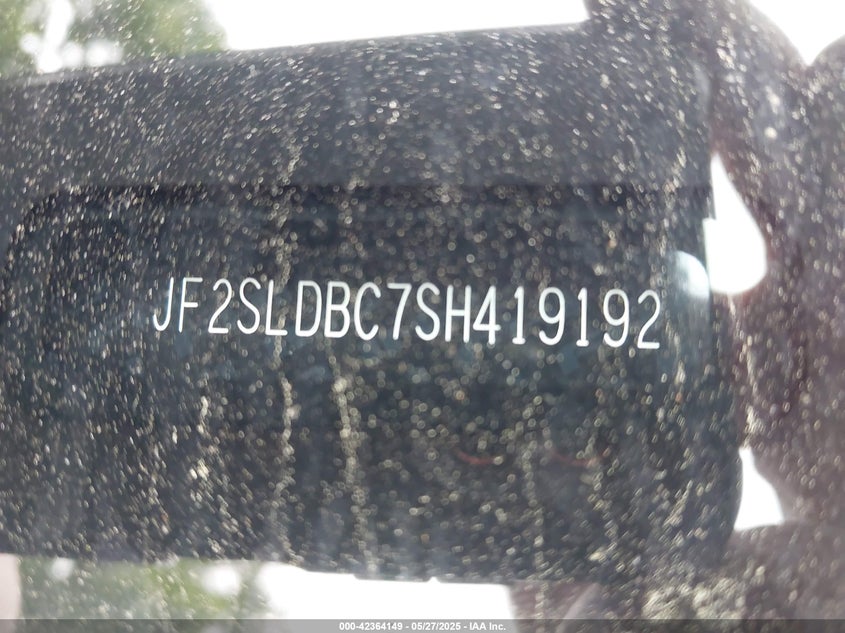 JF2SLDBC7SH419192
000-42364149 - 05/27/2025 - IAA Inc.